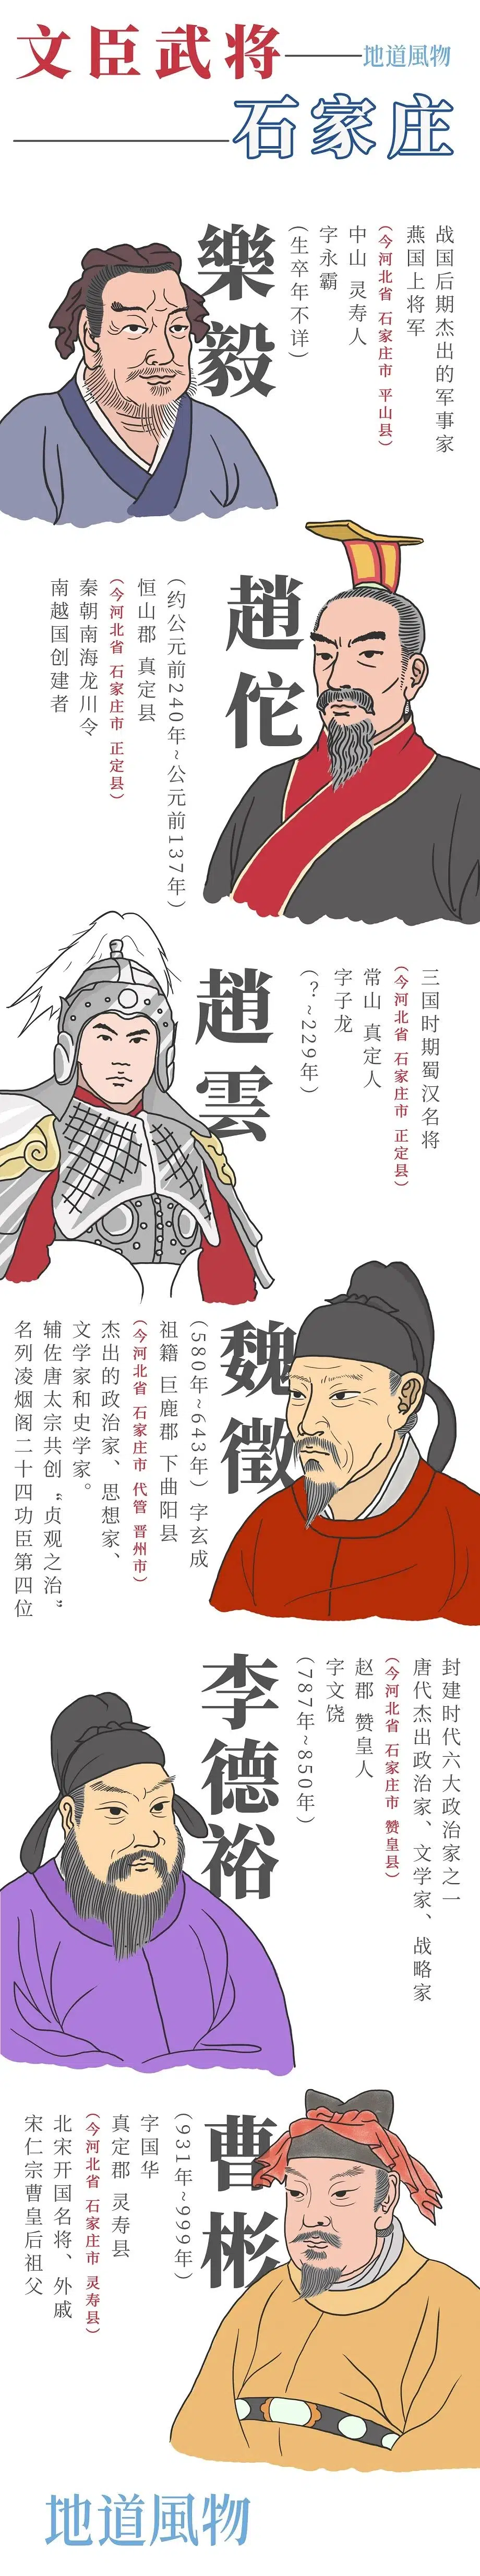 文臣武将
地道風物
石家庄
樂毅
(生卒年不详)
字永霸
中山 灵寿人
(今河北省 石家庄市 平山县)
燕国上将军
战国后期杰出的军事家
趙佗
(约公元前240年~公元前137年)
恒山郡 真定县
(今河北省 石家庄市 正定县)
秦朝南海龙川令
南越国创建者
趙雲
(?~229年)
字子龙
常山 真定人
(今河北省 石家庄市 正定县)
三国时期蜀汉名将
魏徵
(580年~643年) 字玄成
祖籍 巨鹿郡 下曲阳县
(今河北省 石家庄市 代管 晋州市)
杰出的政治家、思想家、
文学家和史学家。
辅佐唐太宗共创“贞观之治”
名列凌烟阁二十四功臣第四位
李德裕
(787年~850年)
字文饶
赵郡 赞皇人
(今河北省 石家庄市 赞皇县)
唐代杰出政治家、文学家、战略家
封建时代六大政治家之一
曹彬
(931年~999年)
字国华
真定郡 灵寿县
(今河北省 石家庄市 灵寿县)
北宋开国名将、外戚
宋仁宗曹皇后祖父
地道風物